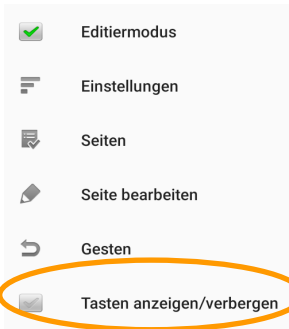 Editiermodus
Einstellungen
Seiten
Seite bearbeiten
Gesten
Tasten anzeigen/verbergen